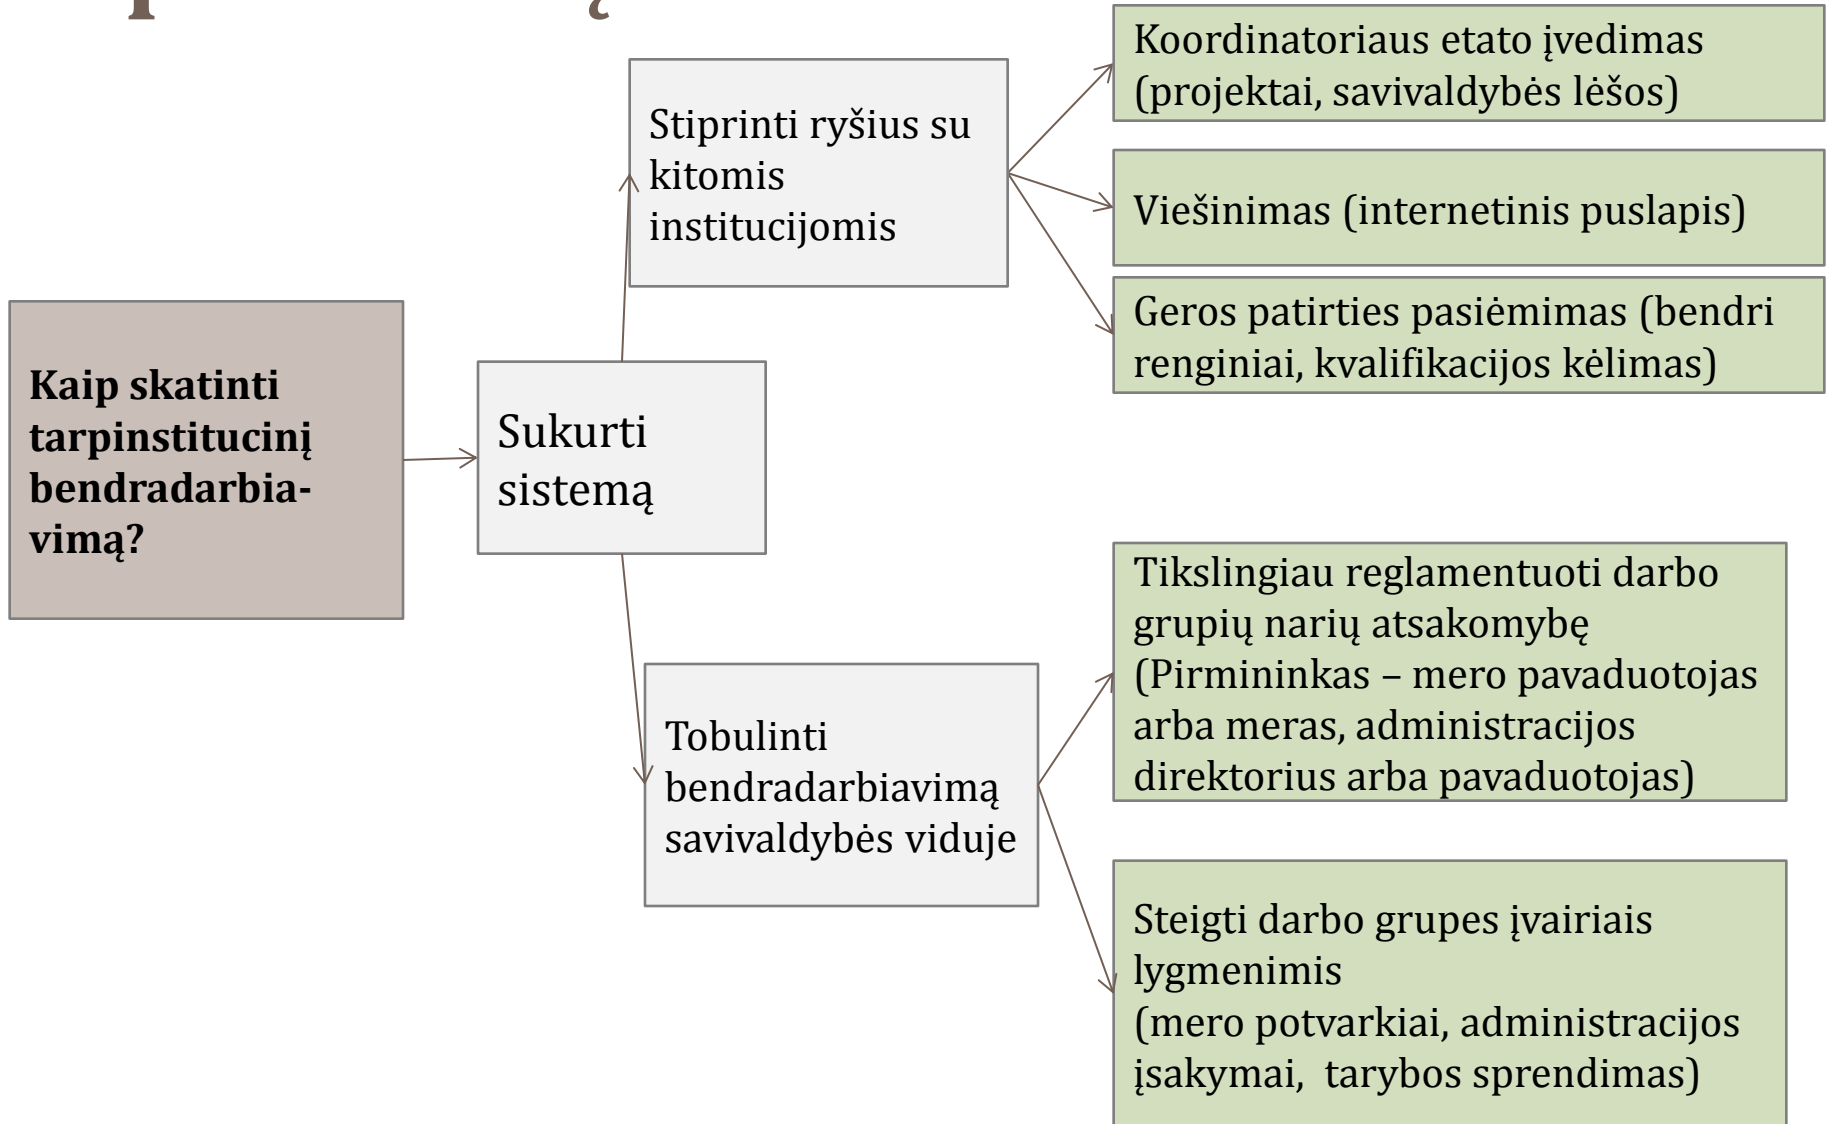 Koordinatoriaus etato įvedimas
(projektai, savivaldybės lėšos)
Stiprinti ryšius su
kitomis
institucijomis
Viešinimas (internetinis puslapis)
Geros patirties pasiėmimas (bendri
renginiai, kvalifikacijos kėlimas)
Kaip skatinti
tarpinstitucinį
bendradarbia-
vimą?
Sukurti
sistemą
Tikslingiau reglamentuoti darbo
grupių narių atsakomybę
(Pirmininkas – mero pavaduotojas
arba meras, administracijos
direktorius arba pavaduotojas)
Tobulinti
bendradarbiavimą
savivaldybės viduje
Steigti darbo grupes įvairiais
lygmenimis
(mero potvarkiai, administracijos
įsakymai,  tarybos sprendimas)